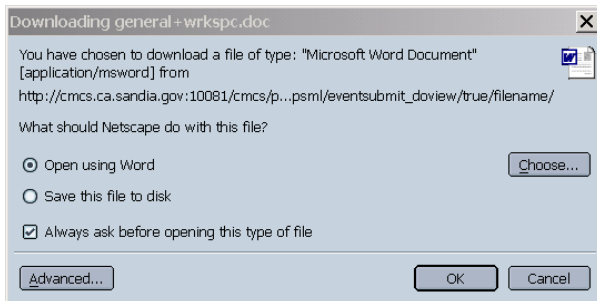 Downloading general+wrkspc.doc
You have chosen to download a file of type: "Microsoft Word Document"
[application/msword] from
http://cmcs.ca.sandia.gov:10081/cmcs/p...psml/eventsubmit_doview/true/filename/
What should Netscape do with this file?
Open using Word
Choose...
Save this file to disk
Always ask before opening this type of file
Advanced...
OK
Cancel